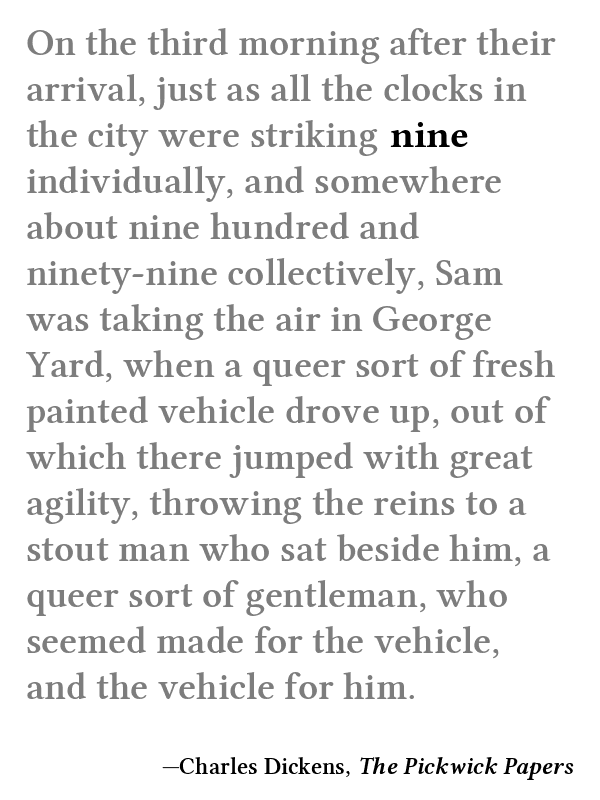 On the third morning after their
arrival, just as all the clocks in
the city were striking nine
individually, and somewhere
about nine hundred and
ninety-nine collectively, Sam
was taking the air in George
Yard, when a queer sort of fresh
painted vehicle drove up, out of
which there jumped with great
agility, throwing the reins to a
stout man who sat beside him, a
queer sort of gentleman, who
seemed made for the vehicle,
and the vehicle for him.
—Charles Dickens, The Pickwick Papers